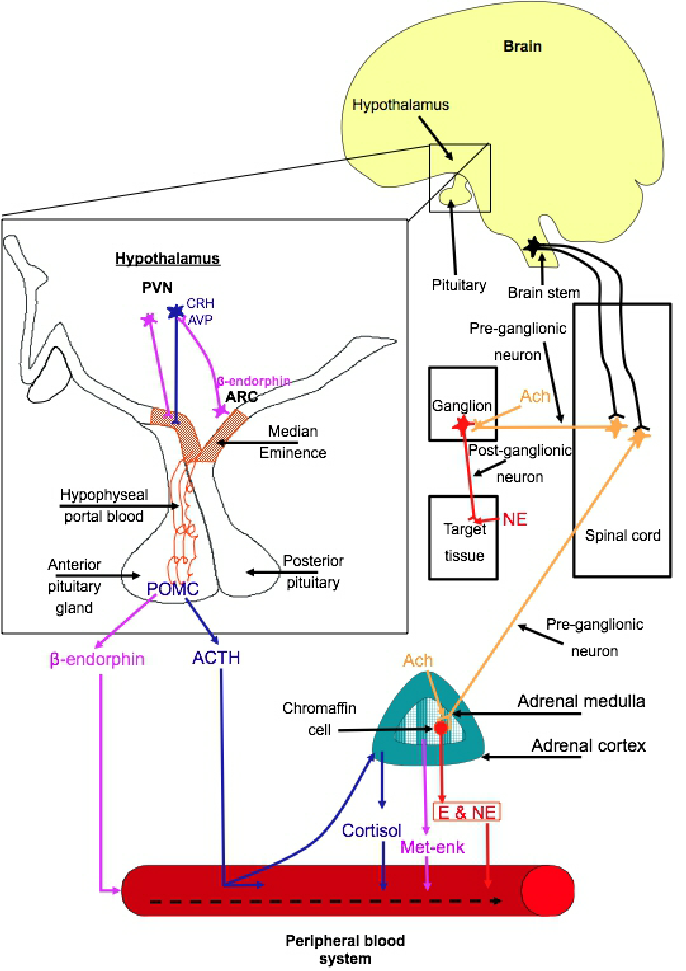 Brain
Hypothalamus
Pituitary
Brain stem
Hypothalamus
PVN
CRH
AVP
β-endorphin
ARC
Median
Eminence
Hypophyseal
portal blood
Anterior
pituitary
gland
Posterior
pituitary
POMC
Pre-ganglionic
neuron
Ganglion
Ach
Post-ganglionic
neuron
Target
tissue
NE
Spinal cord
β-endorphin
ACTH
Pre-ganglionic
neuron
Ach
Chromaffin
cell
Adrenal medulla
Adrenal cortex
E & NE
Cortisol
Met-enk
Peripheral blood
system